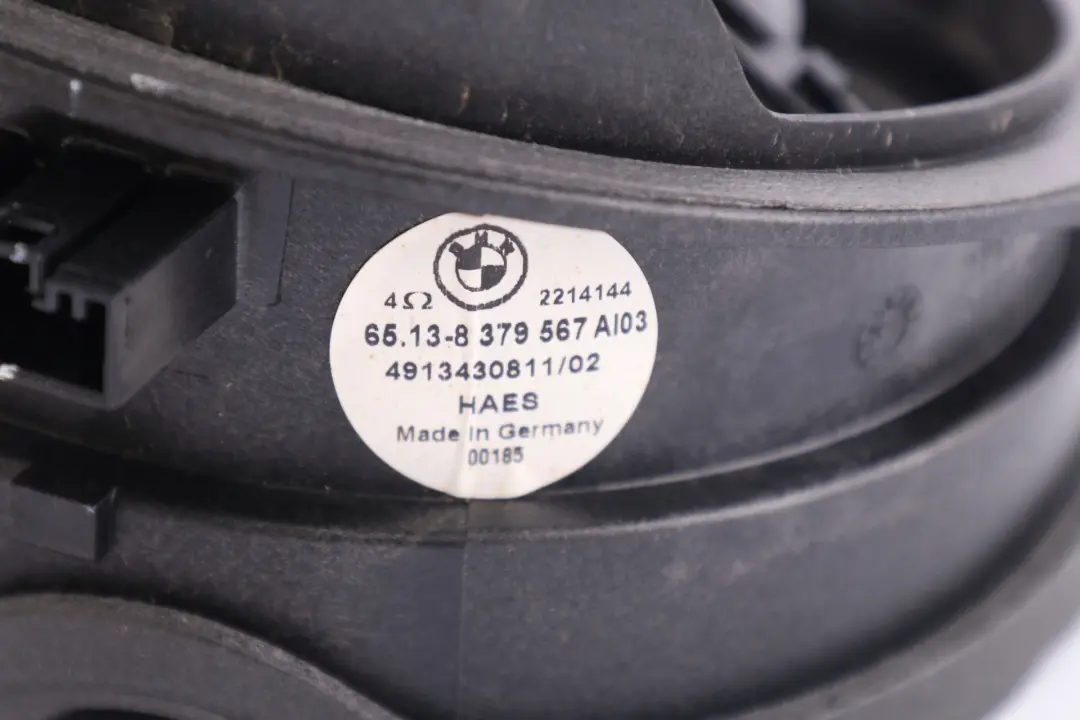 BMW
4Ω 2214144
65.13-8 379 567 AI03
4913430811/02
HAES
Made In Germany
00185